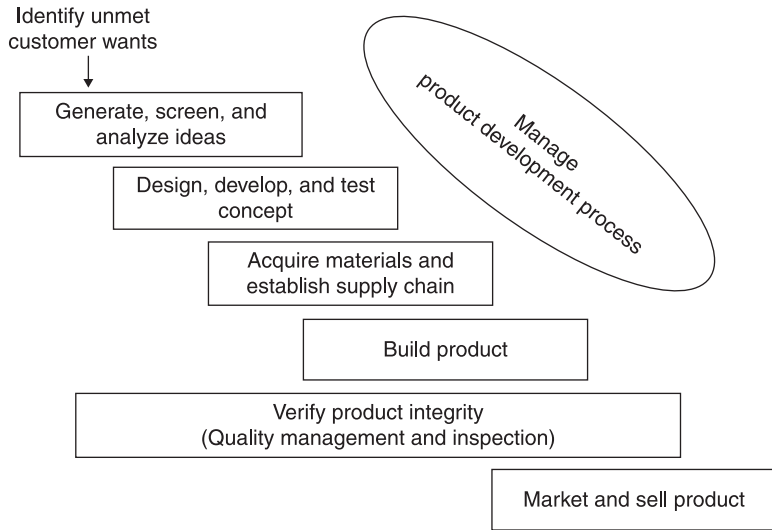 Identify unmet
customer wants
Generate, screen, and
analyze ideas
Manage
product development process
Design, develop, and test
concept
Acquire materials and
establish supply chain
Build product
Verify product integrity
(Quality management and inspection)
Market and sell product